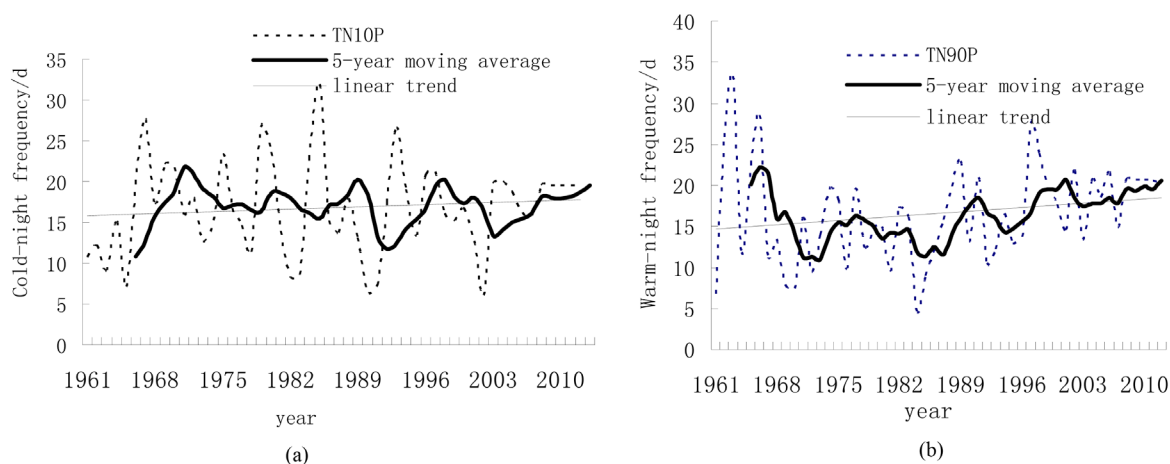 TN10P
5-year moving average
linear trend
35
30
25
20
15
10
5
0
Cold-night frequency/d
1961 1968 1975 1982 1989 1996 2003 2010
year
(a)
TN90P
5-year moving average
linear trend
40
35
30
25
20
15
10
5
0
Warm-night frequency/d
1961 1968 1975 1982 1989 1996 2003 2010
year
(b)